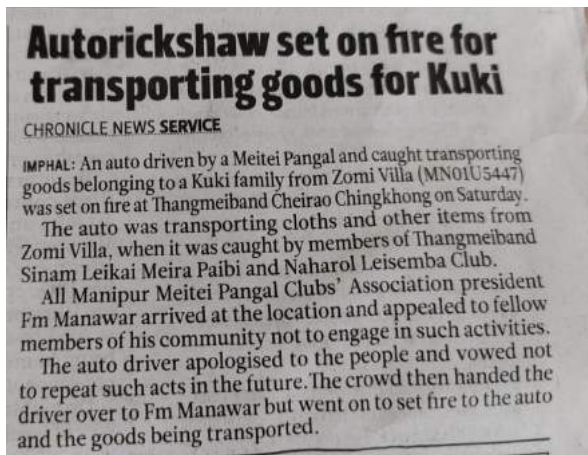 Autorickshaw set on fire for
transporting goods for Kuki
CHRONICLE NEWS SERVICE
IMPHAL: An auto driven by a Meitei Pangal and caught transporting
goods belonging to a Kuki family from Zomi Villa (MN01U5447)
was set on fire at Thangmeiband Cheirao Chingkhong on Saturday.
The auto was transporting cloths and other items from
Zomi Villa, when it was caught by members of Thangmeiband
Sinam Leikai Meira Paibi and Naharol Leisemba Club.
All Manipur Meitei Pangal Clubs' Association president
Fm Manawar arrived at the location and appealed to fellow
members of his community not to engage in such activities.
The auto driver apologised to the people and vowed not
to repeat such acts in the future.The crowd then handed the
driver over to Fm Manawar but went on to set fire to the auto
and the goods being transported.